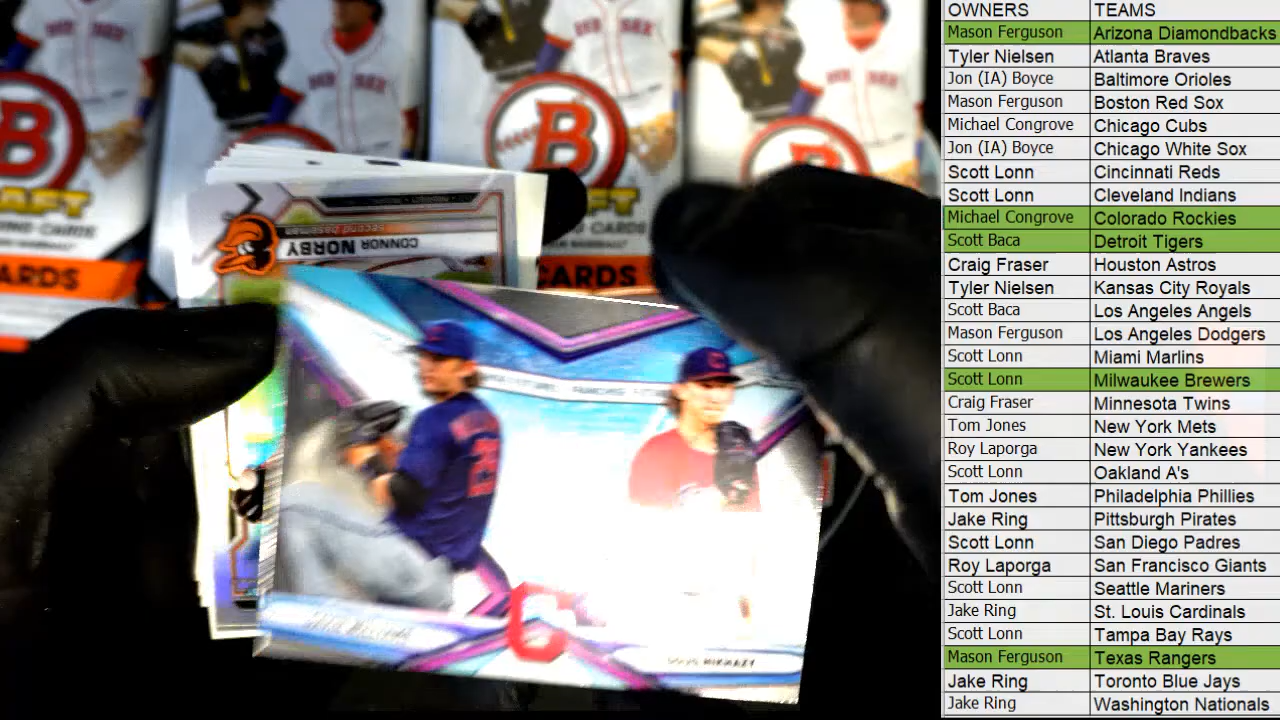 OWNERS TEAMS
Mason Ferguson Arizona Diamondbacks
Tyler Nielsen Atlanta Braves
Jon (IA) Boyce Baltimore Orioles
Mason Ferguson Boston Red Sox
Michael Congrove Chicago Cubs
Jon (IA) Boyce Chicago White Sox
Scott Lonn Cincinnati Reds
Scott Lonn Cleveland Indians
Michael Congrove Colorado Rockies
Scott Baca Detroit Tigers
Craig Fraser Houston Astros
Tyler Nielsen Kansas City Royals
Scott Baca Los Angeles Angels
Mason Ferguson Los Angeles Dodgers
Scott Lonn Miami Marlins
Scott Lonn Milwaukee Brewers
Craig Fraser Minnesota Twins
Tom Jones New York Mets
Roy Laporga New York Yankees
Scott Lonn Oakland A's
Tom Jones Philadelphia Phillies
Jake Ring Pittsburgh Pirates
Scott Lonn San Diego Padres
Roy Laporga San Francisco Giants
Scott Lonn Seattle Mariners
Jake Ring St. Louis Cardinals
Scott Lonn Tampa Bay Rays
Mason Ferguson Texas Rangers
Jake Ring Toronto Blue Jays
Jake Ring Washington Nationals
B
B
B
CARDS
CARDS
SECOND BASEMAN
CONNOR NORBY
C
DOUG NIKHAZY